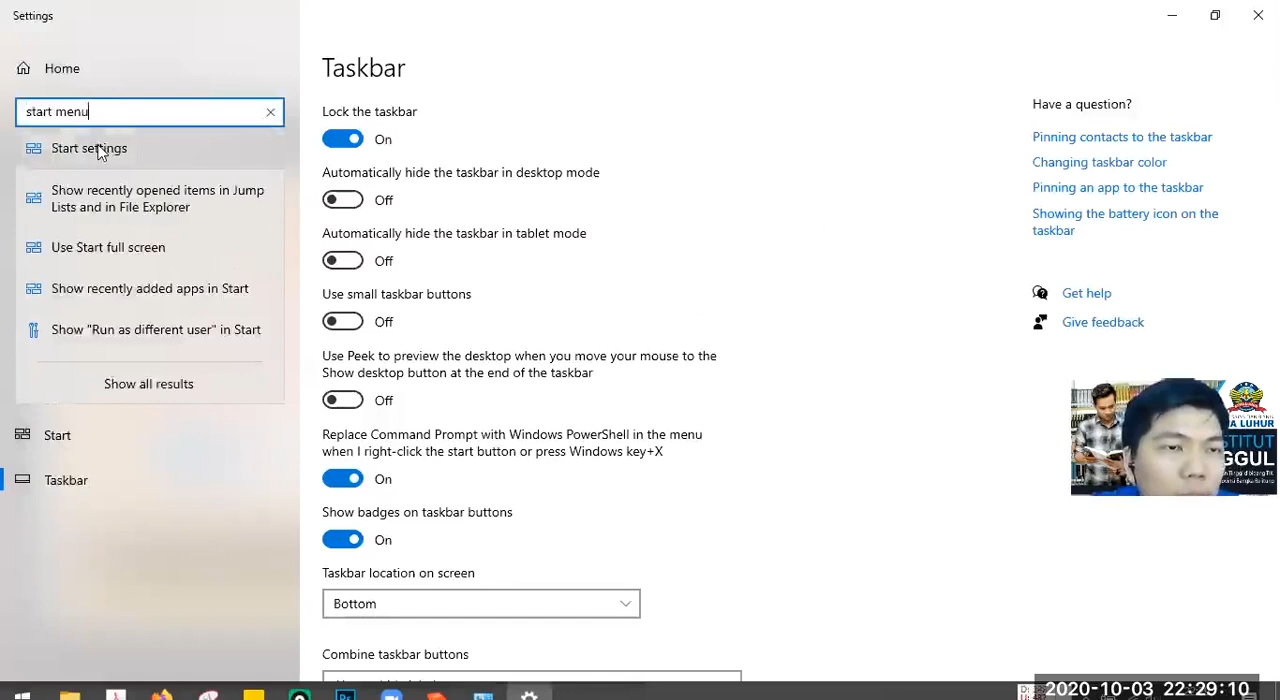 Settings
Home
start menu
Start settings
Show recently opened items in Jump
Lists and in File Explorer
Use Start full screen
Show recently added apps in Start
Show "Run as different user" in Start
Show all results
Start
Taskbar
Taskbar
Lock the taskbar
On
Automatically hide the taskbar in desktop mode
Off
Automatically hide the taskbar in tablet mode
Off
Use small taskbar buttons
Off
Use Peek to preview the desktop when you move your mouse to the
Show desktop button at the end of the taskbar
Off
Replace Command Prompt with Windows PowerShell in the menu
when I right-click the start button or press Windows key+X
On
Show badges on taskbar buttons
On
Taskbar location on screen
Bottom
Combine taskbar buttons
Have a question?
Pinning contacts to the taskbar
Changing taskbar color
Pinning an app to the taskbar
Showing the battery icon on the
taskbar
Get help
Give feedback
A LUHUR
STITUT
GGUL
Ps
2020-10-03 22:29:10